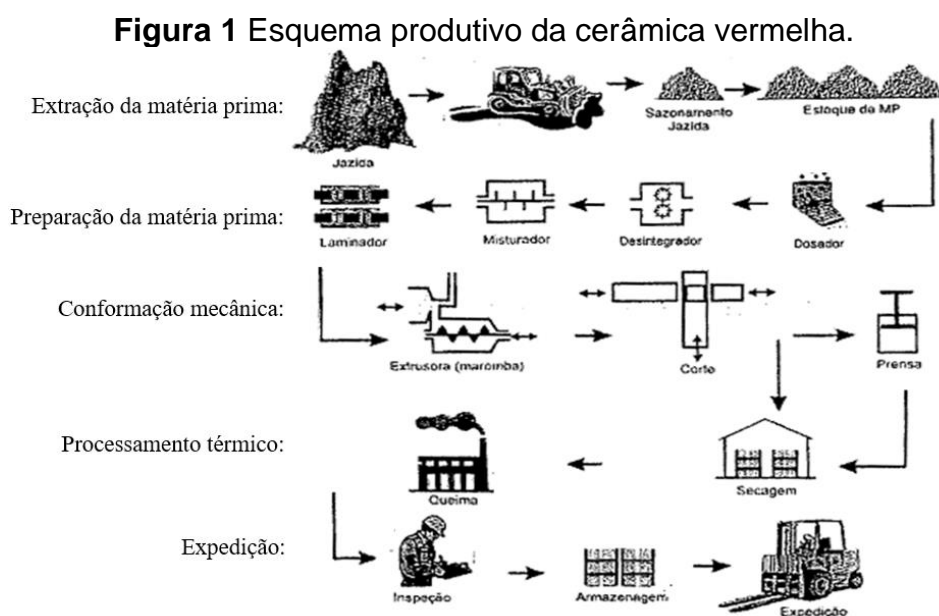 Figura 1 Esquema produtivo da cerâmica vermelha.
Extração da matéria prima:
Jazida
Sazonamento
Jazida
Estoque da MP
Preparação da matéria prima:
Laminador
Misturador
Desintegrador
Dosador
Conformação mecânica:
Extrusora (maromba)
Corte
Prensa
Processamento térmico:
Queima
Secagem
Expedição:
Inspeção
Armazenagem
Expedição